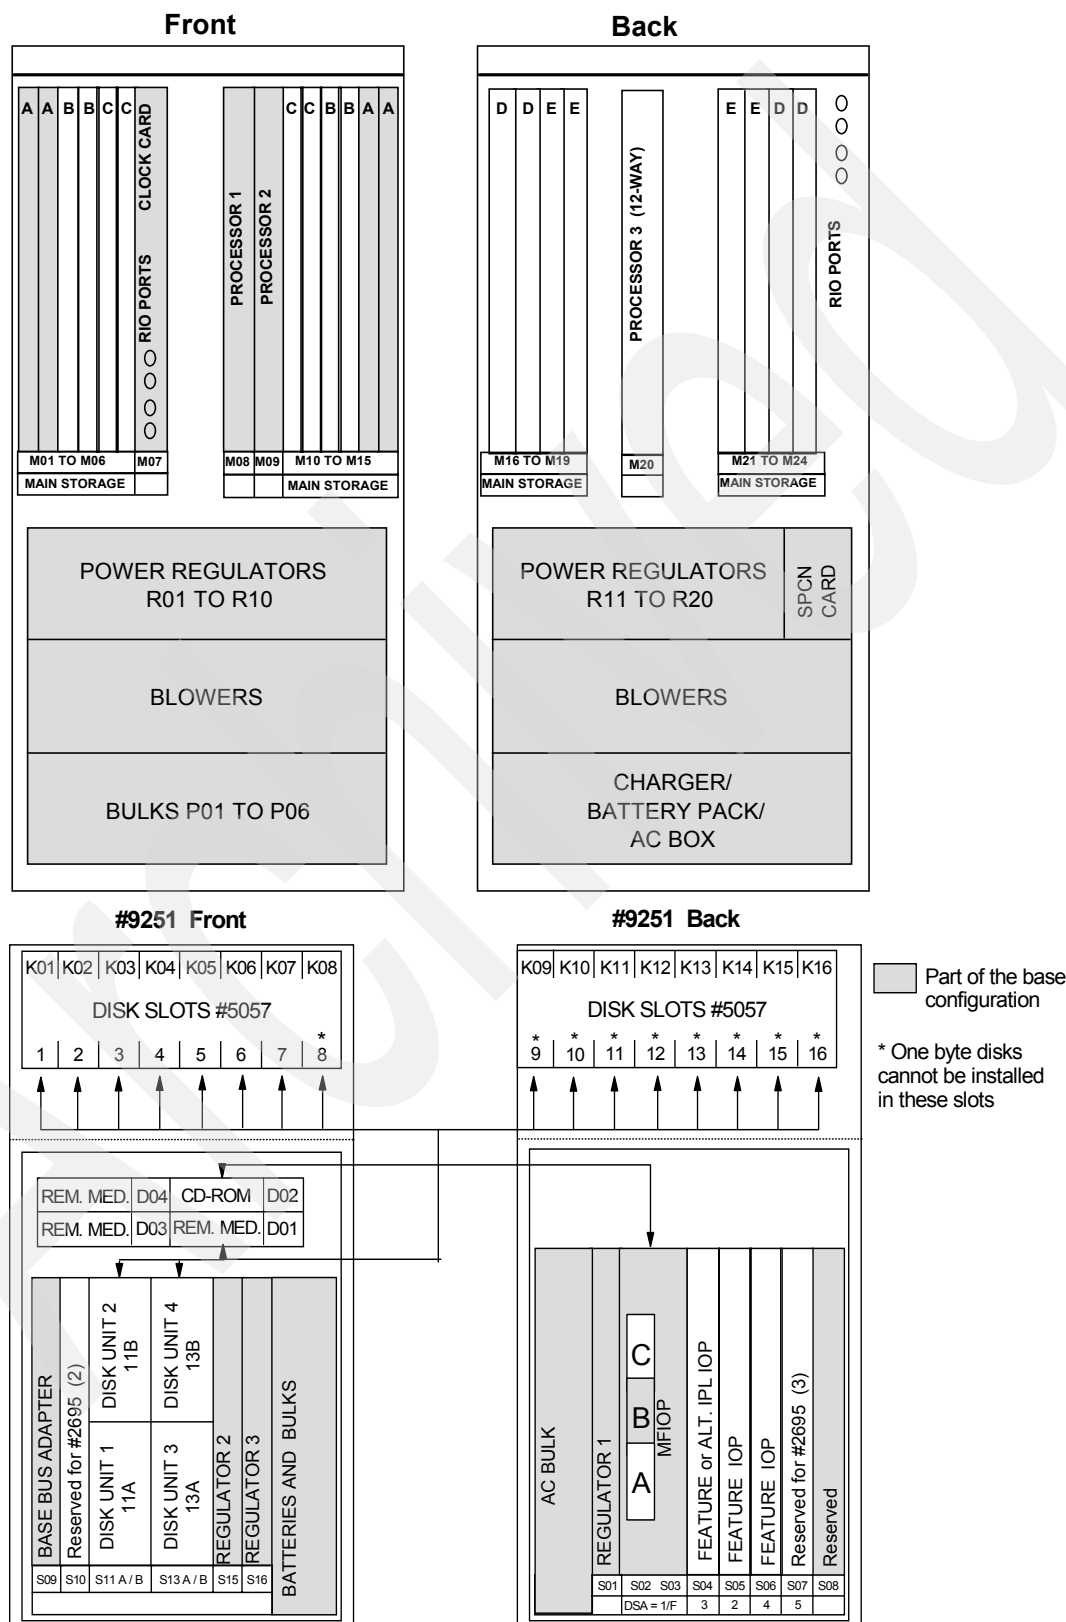 Front
Back
A A B B C C CLOCK CARD RIO PORTS
PROCESSOR 1
PROCESSOR 2
C C B B A A
D D E E
PROCESSOR 3 (12-WAY)
E E D D
RIO PORTS
M01 TO M06 M07
MAIN STORAGE
M08 M09 M10 TO M15
MAIN STORAGE
M16 TO M19
MAIN STORAGE
M20
M21 TO M24
MAIN STORAGE
POWER REGULATORS
R01 TO R10
BLOWERS
BULKS P01 TO P06
POWER REGULATORS
R11 TO R20
SPCN
CARD
BLOWERS
CHARGER/
BATTERY PACK/
AC BOX
#9251 Front
#9251 Back
K01 K02 K03 K04 K05 K06 K07 K08
DISK SLOTS #5057
*
1 2 3 4 5 6 7 8
K09 K10 K11 K12 K13 K14 K15 K16
DISK SLOTS #5057
* * * * * * * *
9 10 11 12 13 14 15 16
Part of the base
configuration
* One byte disks
cannot be installed
in these slots
REM. MED. D04 CD-ROM D02
REM. MED. D03 REM. MED. D01
BASE BUS ADAPTER
Reserved for #2695 (2)
DISK UNIT 2
11B
DISK UNIT 1
11A
DISK UNIT 4
13B
DISK UNIT 3
13A
REGULATOR 2
REGULATOR 3
BATTERIES AND BULKS
S09 S10 S11 A / B S13 A / B S15 S16
AC BULK
REGULATOR 1
C
B
A
MFIOP
FEATURE or ALT. IPL IOP
FEATURE IOP
FEATURE IOP
Reserved for #2695 (3)
Reserved
S01 S02 S03 S04 S05 S06 S07 S08
DSA = 1/F 3 2 4 5
Archived